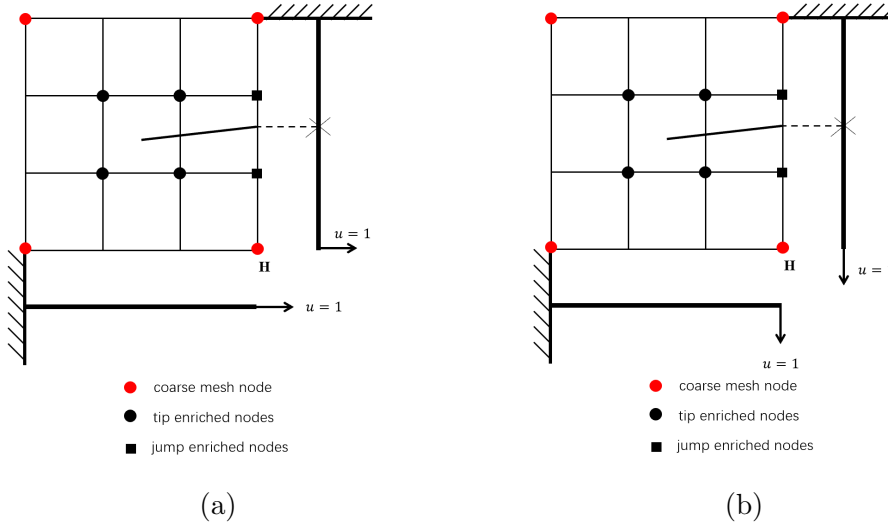 u = 1
H
u = 1
coarse mesh node
tip enriched nodes
jump enriched nodes
(a)
u =
H
u = 1
coarse mesh node
tip enriched nodes
jump enriched nodes
(b)